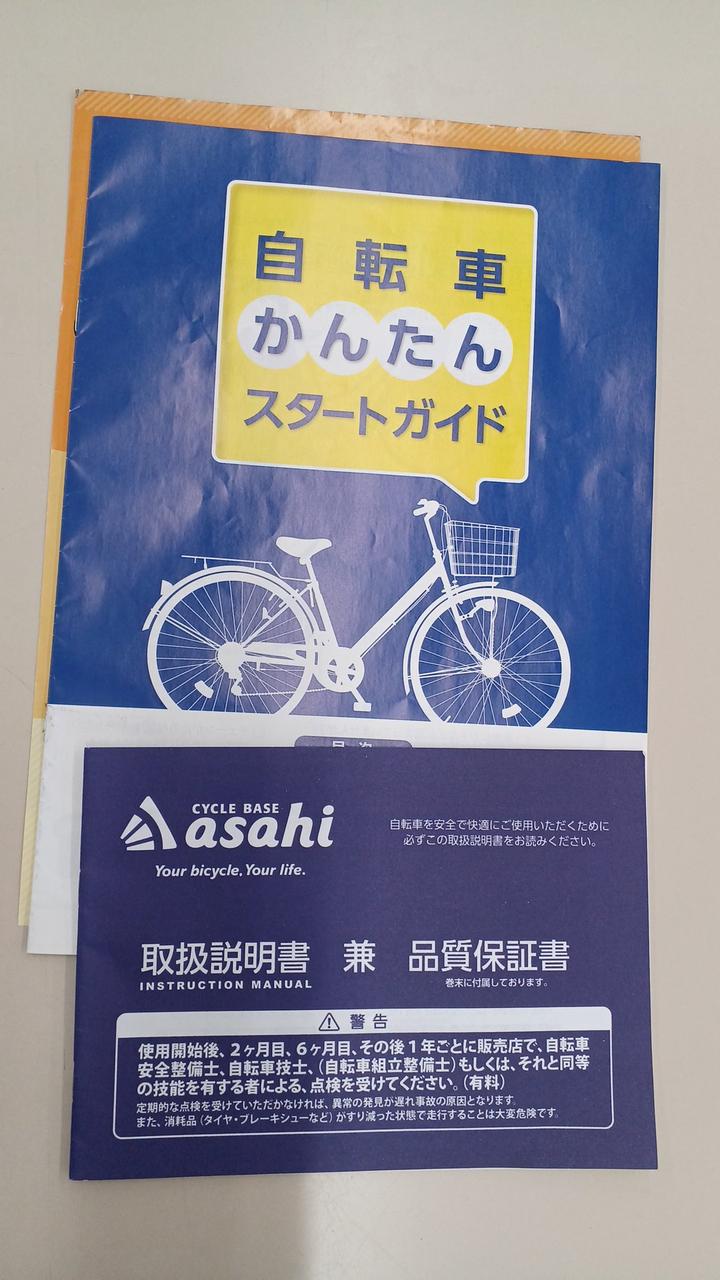 自転車
かんたん
スタートガイド
目次
CYCLE BASE
asahi
Your bicycle, Your life.
自転車を安全で快適にご使用いただくために
必ずこの取扱説明書をお読みください。
取扱説明書 兼 品質保証書
INSTRUCTION MANUAL
巻末に付属しております。
警告
使用開始後、2ヶ月目、6ヶ月目、その後1年ごとに販売店で、自転車
安全整備士、自転車技士、(自転車組立整備士)もしくは、それと同等
の技能を有する者による、点検を受けてください。(有料)
定期的な点検を受けていただかなければ、異常の発見が遅れ事故の原因となります。
また、消耗品(タイヤ・ブレーキシューなど)がすり減った状態で走行することは大変危険です。